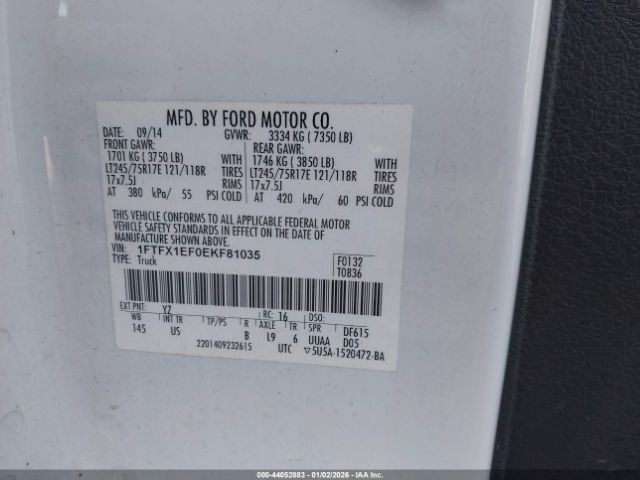 MFD. BY FORD MOTOR CO.
DATE: 09/14 GVWR: 3334 KG ( 7350 LB)
FRONT GAWR: REAR GAWR:
1701 KG ( 3750 LB) WITH 1746 KG ( 3850 LB) WITH
LT245/75R17E 121/118R TIRES LT245/75R17E 121/118R TIRES
17x7.5J RIMS 17x7.5J RIMS
AT 380 kPa/ 55 PSI COLD AT 420 kPa/ 60 PSI COLD
THIS VEHICLE CONFORMS TO ALL APPLICABLE FEDERAL MOTOR
VEHICLE SAFETY STANDARDS IN EFFECT ON THE DATE OF
MANUFACTURE SHOWN ABOVE.
VIN: 1FTFX1EF0EKF81035 F0132
TYPE: Truck T0836
EXT PNT: YZ RC: 16 DSO:
WB INT TR TP/PS R AXLE TR SPR DF615
145 US B L9 6 UUAA D05
2201409232615 UTC ▽5U5A-1520472-BA
000-44052883 - 01/02/2026 - IAAI.CA